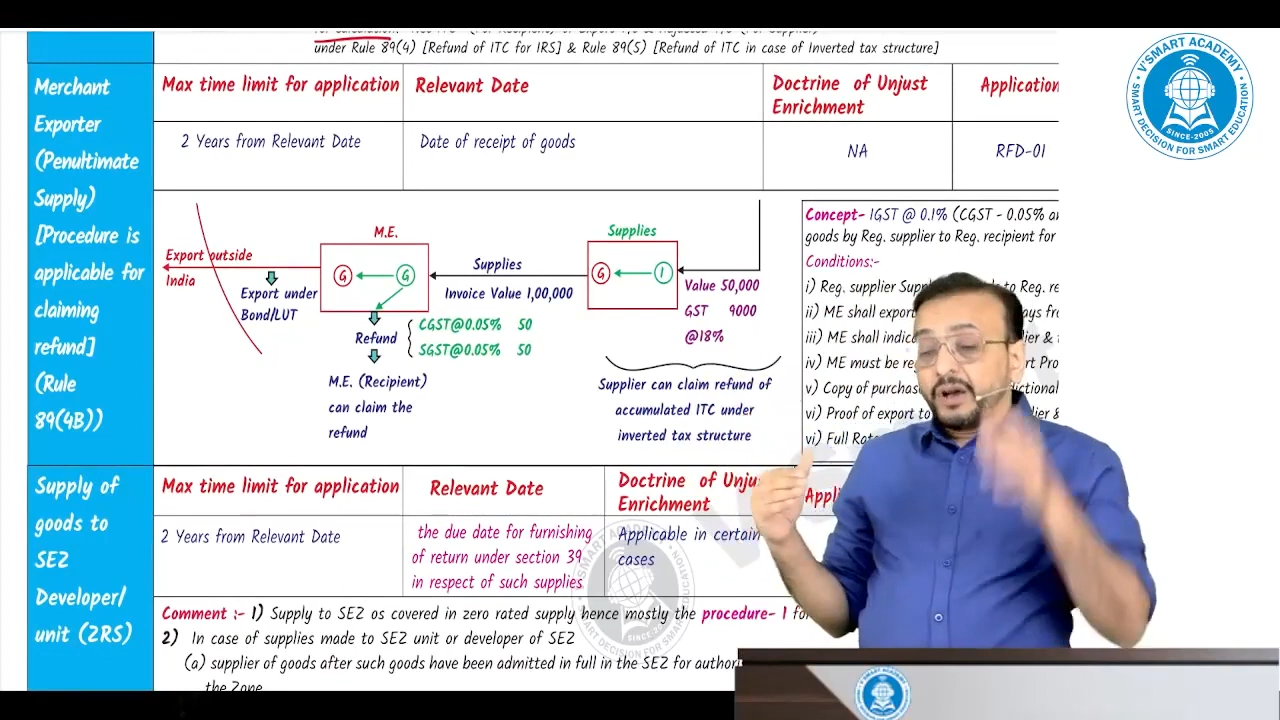 under Rule 89(4) [Refund of ITC for IRS] & Rule 89(5) [Refund of ITC in case of Inverted tax structure]
Merchant
Exporter
(Penultimate
Supply)
[Procedure is
applicable for
claiming
refund]
(Rule
89(4B))
Max time limit for application
Relevant Date
Doctrine of Unjust
Enrichment
Application
2 Years from Relevant Date
Date of receipt of goods
NA
RFD-01
M.E.
Supplies
Export outside
India
G
G
Supplies
G
I
Export under
Bond/LUT
Invoice Value 1,00,000
Value 50,000
GST 9000
@18%
Refund
CGST@0.05% 50
SGST@0.05% 50
M.E. (Recipient)
can claim the
refund
Supplier can claim refund of
accumulated ITC under
inverted tax structure
Concept- IGST @ 0.1% (CGST - 0.05%
goods by Reg. supplier to Reg. recipient for
Conditions:-
i) Reg. supplier to Reg.
ii) ME shall
iii) ME shall
iv) ME must be
v) Copy of
vi) Proof of export to
vi) Full
Supply of
goods to
SEZ
Developer/
unit (ZRS)
Max time limit for application
Relevant Date
Doctrine of
Enrichment
2 Years from Relevant Date
the due date for furnishing
of return under section 39
in respect of such supplies
Applicable in certain
cases
Comment :- 1) Supply to SEZ as covered in zero rated supply hence mostly the procedure- 1
2) In case of supplies made to SEZ unit or developer of SEZ
(a) supplier of goods after such goods have been admitted in full in the SEZ for
the Zone
V'SMART ACADEMY
SMART DECISION FOR SMART EDUCATION
SINCE-2005